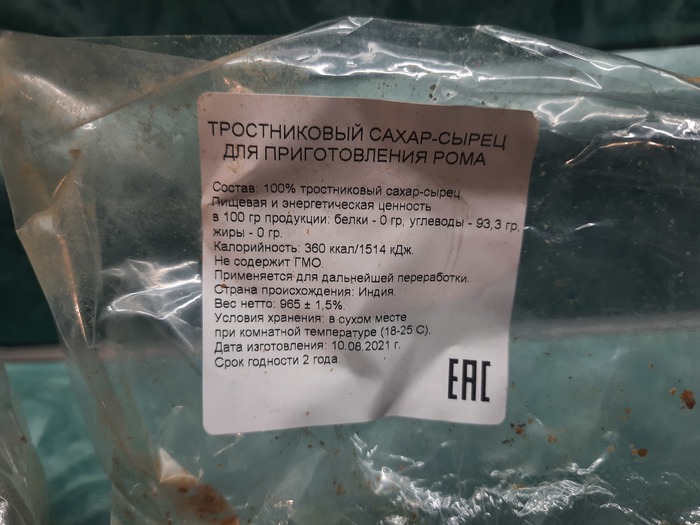 ТРОСТНИКОВЫЙ САХАР-СЫРЕЦ
ДЛЯ ПРИГОТОВЛЕНИЯ РОМА
Состав: 100% тростниковый сахар-сырец.
Пищевая и энергетическая ценность
в 100 гр продукции: белки - 0 гр, углеводы - 93,3 гр,
жиры - 0 гр.
Калорийность: 360 ккал/1514 кДж.
Не содержит ГМО.
Применяется для дальнейшей переработки.
Страна происхождения: Индия.
Вес нетто: 965 ± 1,5%.
Условия хранения: в сухом месте
при комнатной температуре (18-25 С).
Дата изготовления: 10.08.2021 г.
Срок годности 2 года.
EAC